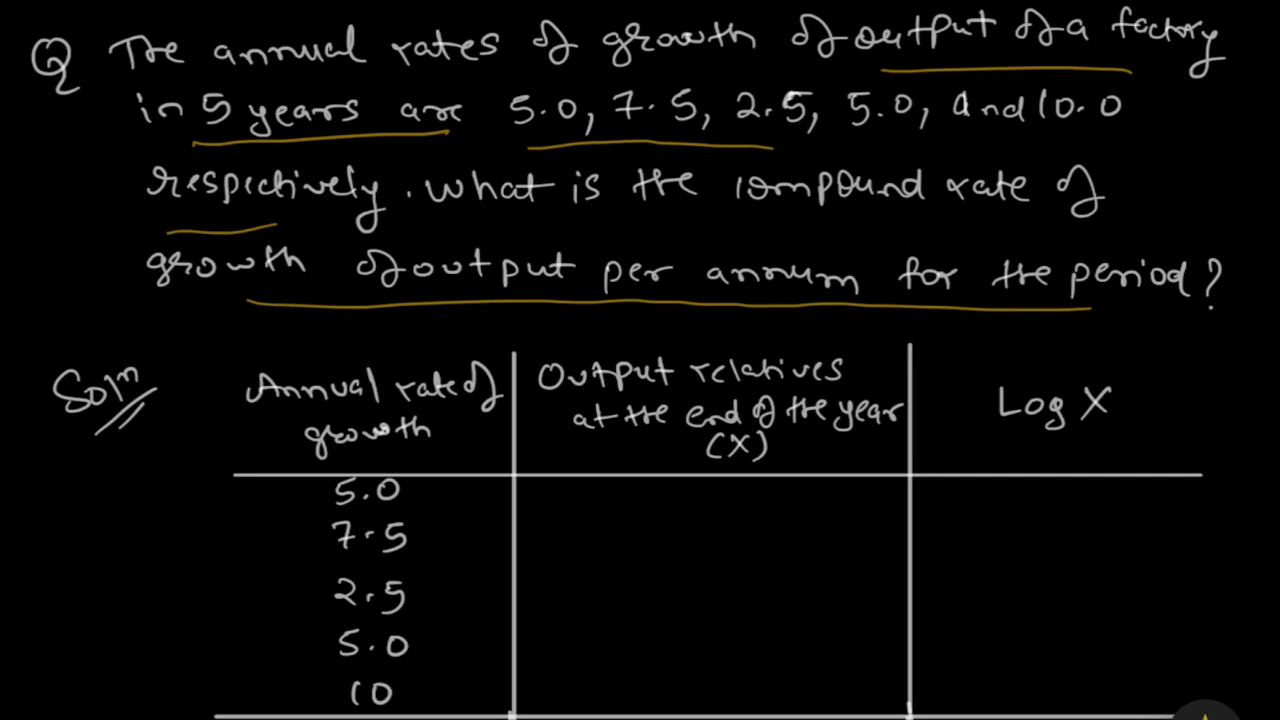 Q The annual rates of growth of output of a factory
in 5 years are 5.0, 7.5, 2.5, 5.0, and 10.0
respictively. What is the compound rate of
growth of output per annum for the period?
Soln
Annual rate of growth
Output relatives at the end of the year (X)
Log X
5.0
7.5
2.5
5.0
10